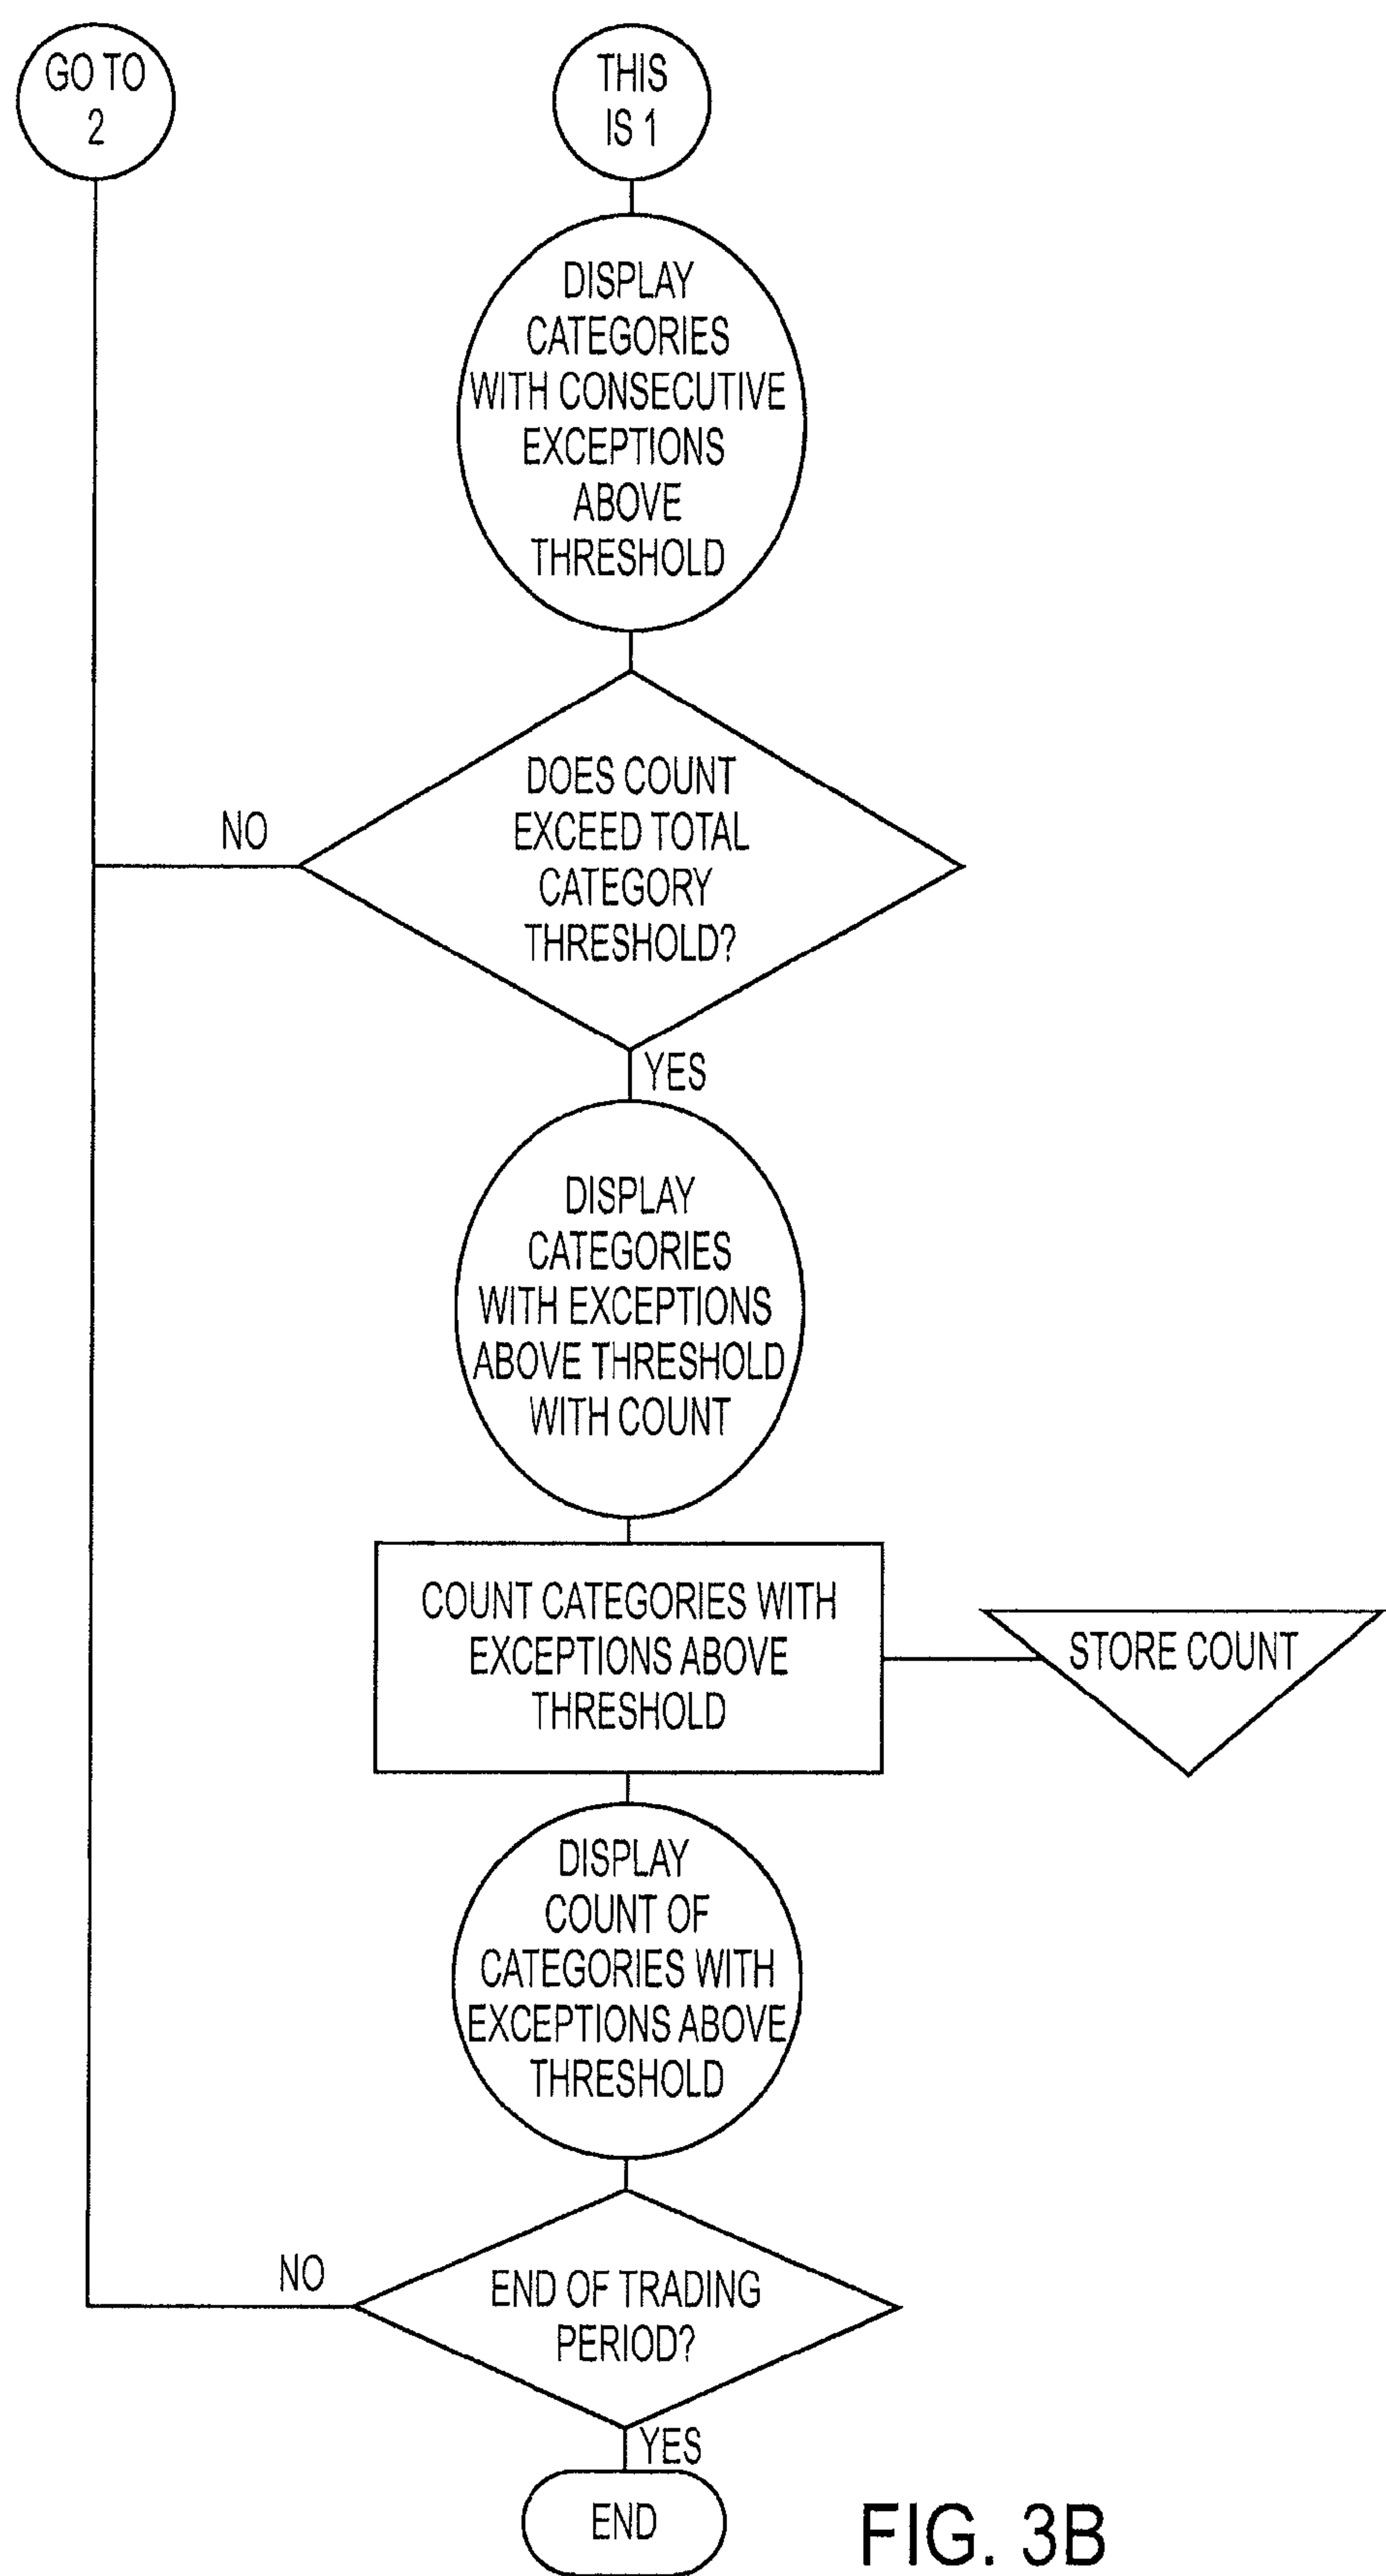 GO TO
2
THIS
IS 1
DISPLAY
CATEGORIES
WITH CONSECUTIVE
EXCEPTIONS
ABOVE
THRESHOLD
DOES COUNT
EXCEED TOTAL
CATEGORY
THRESHOLD?
NO
YES
DISPLAY
CATEGORIES
WITH EXCEPTIONS
ABOVE THRESHOLD
WITH COUNT
COUNT CATEGORIES WITH
EXCEPTIONS ABOVE
THRESHOLD
STORE COUNT
DISPLAY
COUNT OF
CATEGORIES WITH
EXCEPTIONS ABOVE
THRESHOLD
NO
END OF TRADING
PERIOD?
YES
END
FIG. 3B